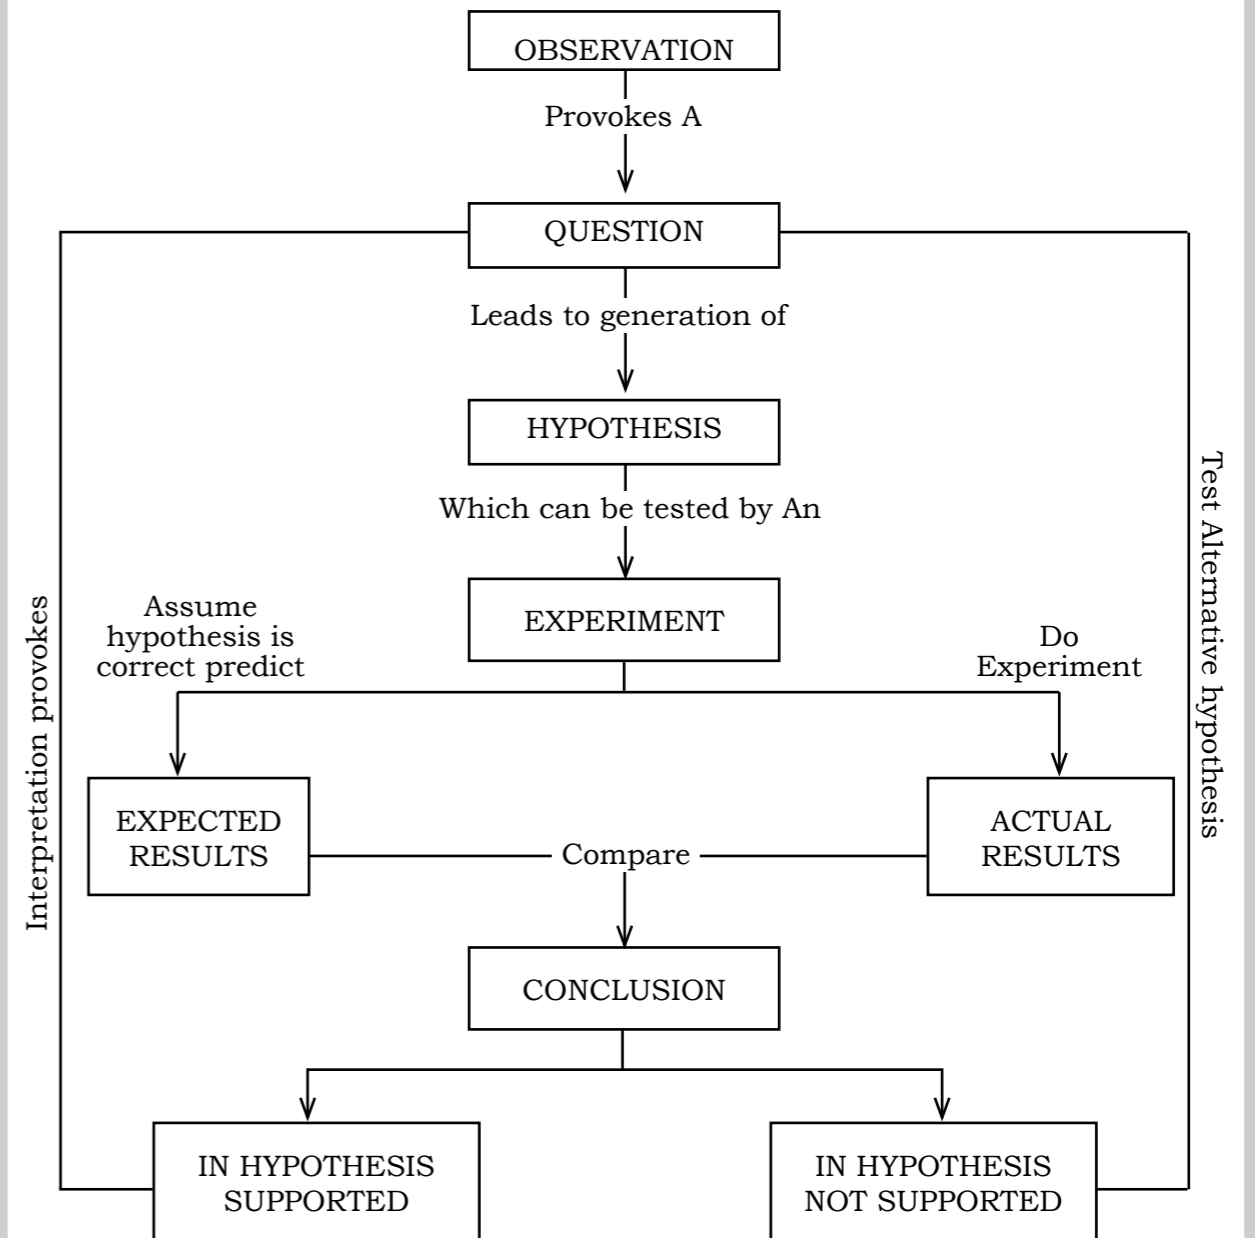 OBSERVATION
Provokes A
QUESTION
Leads to generation of
HYPOTHESIS
Which can be tested by An
EXPERIMENT
Assume
hypothesis is
correct predict
Do
Experiment
EXPECTED
RESULTS
Compare
ACTUAL
RESULTS
CONCLUSION
IN HYPOTHESIS
SUPPORTED
IN HYPOTHESIS
NOT SUPPORTED
Interpretation provokes
Test Alternative hypothesis